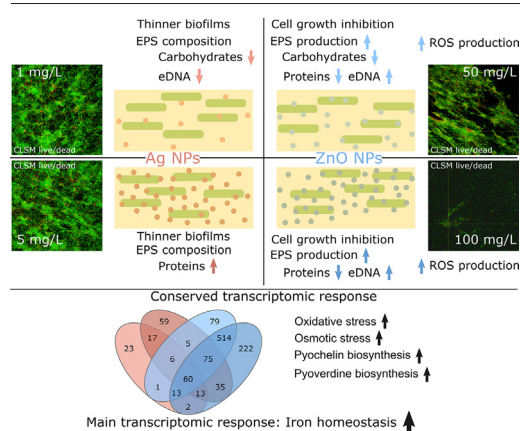 Thinner biofilms
EPS composition
Carbohydrates
eDNA
Cell growth inhibition
EPS production
ROS production
Carbohydrates
Proteins eDNA
1 mg/L
CLSM live/dead
50 mg/L
CLSM live/dead
Ag NPs
ZnO NPs
CLSM live/dead
5 mg/L
CLSM live/dead
100 mg/L
Thinner biofilms
EPS composition
Proteins
Cell growth inhibition
EPS production
Proteins eDNA
ROS production
Conserved transcriptomic response
59 79
23 17 5 514 222
6 75
60
1 13 13 35
2
Oxidative stress
Osmotic stress
Pyochelin biosynthesis
Pyoverdine biosynthesis
Main transcriptomic response: Iron homeostasis